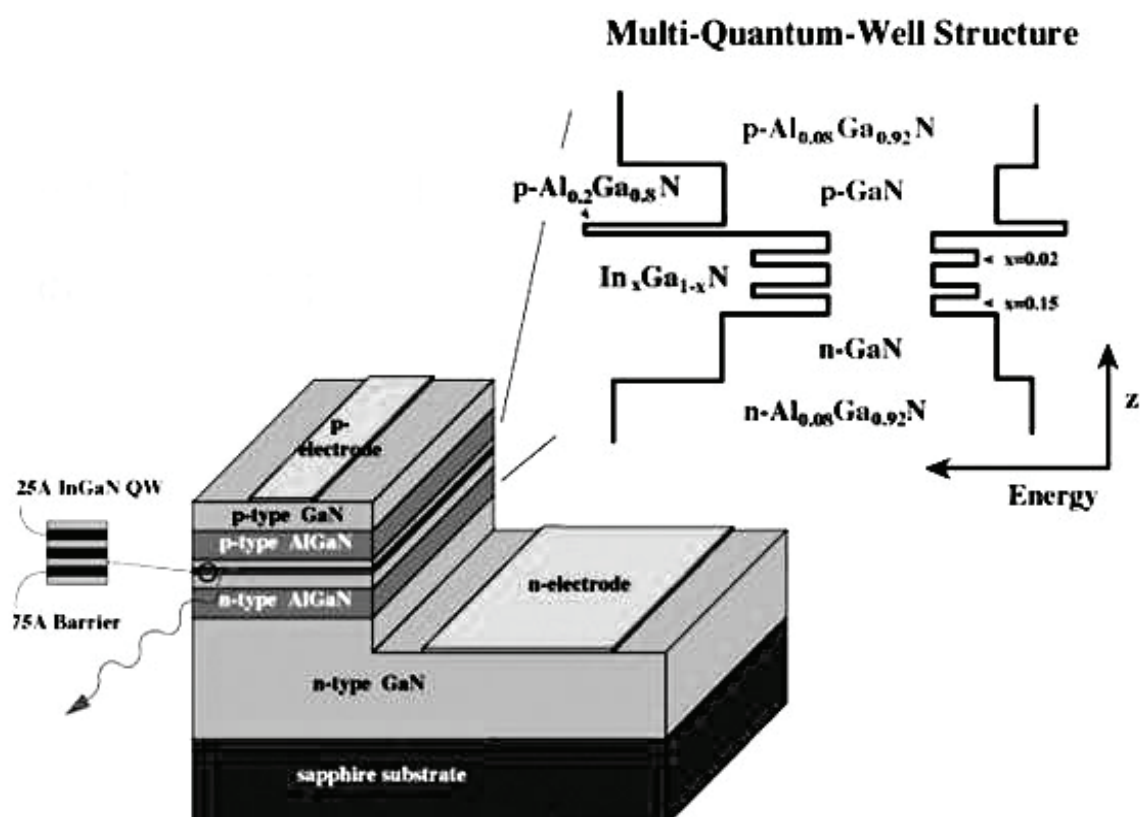 Multi-Quantum-Well Structure
p-Al0.08Ga0.92N
p-Al0.2Ga0.8N
p-GaN
InxGa1-xN
x=0.02
x=0.15
n-GaN
n-Al0.08Ga0.92N
z
Energy
p-
electrode
25A InGaN QW
p-type GaN
p-type AlGaN
n-electrode
n-type AlGaN
75A Barrier
n-type GaN
sapphire substrate